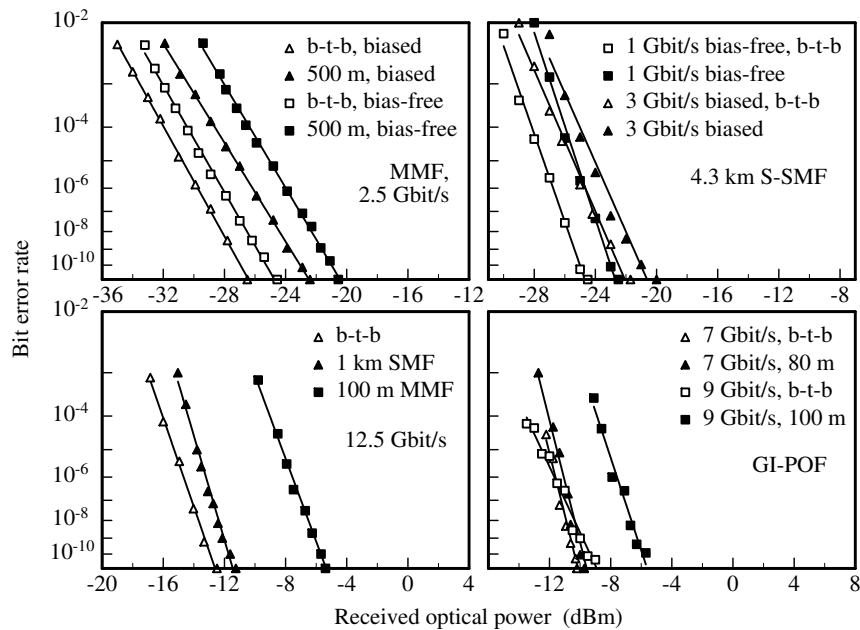 10^-2
b-t-b, biased
500 m, biased
b-t-b, bias-free
500 m, bias-free
MMF,
2.5 Gbit/s
10^-4
10^-6
10^-8
10^-10
-36 -32 -28 -24 -20 -16 -12
1 Gbit/s bias-free, b-t-b
1 Gbit/s bias-free
3 Gbit/s biased, b-t-b
3 Gbit/s biased
4.3 km S-SMF
-28 -24 -20 -16 -12
Bit error rate
10^-2
b-t-b
1 km SMF
100 m MMF
12.5 Gbit/s
10^-4
10^-6
10^-8
10^-10
-20 -16 -12 -8 -4 0
7 Gbit/s, b-t-b
7 Gbit/s, 80 m
9 Gbit/s, b-t-b
9 Gbit/s, 100 m
GI-POF
-12 -8 -4 0 4 8
Received optical power (dBm)